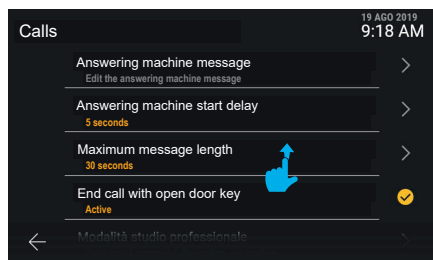 19 AGO 2019
Calls
9:18 AM
Answering machine message
Edit the answering machine message
Answering machine start delay
5 seconds
Maximum message length
30 seconds
End call with open door key
Active
Modalità studio professionale